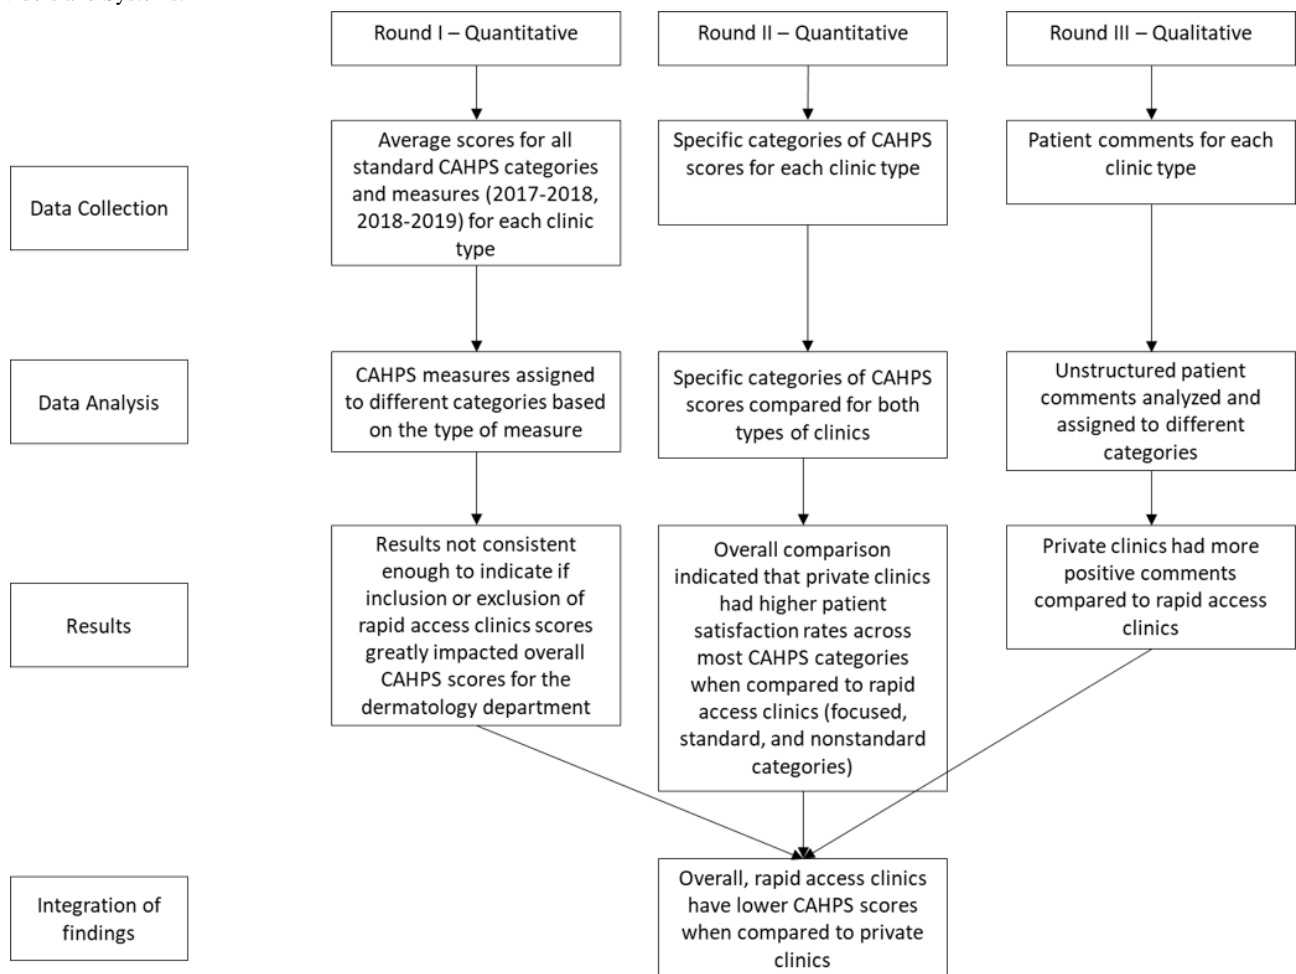 Round I – Quantitative
Round II – Quantitative
Round III – Qualitative
Data Collection
Average scores for all
standard CAHPS categories
and measures (2017-2018,
2018-2019) for each clinic
type
Specific categories of CAHPS
scores for each clinic type
Patient comments for each
clinic type
Data Analysis
CAHPS measures assigned
to different categories based
on the type of measure
Specific categories of CAHPS
scores compared for both
types of clinics
Unstructured patient
comments analyzed and
assigned to different
categories
Results
Results not consistent
enough to indicate if
inclusion or exclusion of
rapid access clinics scores
greatly impacted overall
CAHPS scores for the
dermatology department
Overall comparison
indicated that private clinics
had higher patient
satisfaction rates across
most CAHPS categories
when compared to rapid
access clinics (focused,
standard, and nonstandard
categories)
Private clinics had more
positive comments
compared to rapid access
clinics
Integration of
findings
Overall, rapid access clinics
have lower CAHPS scores
when compared to private
clinics